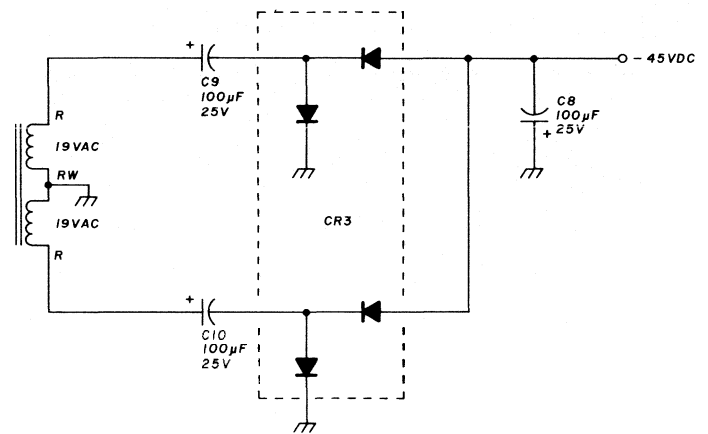 +
C9
100µF
25V
-45VDC
C8
100µF
+ 25V
R
19VAC
RW
19VAC
R
CR3
+
C10
100µF
25V